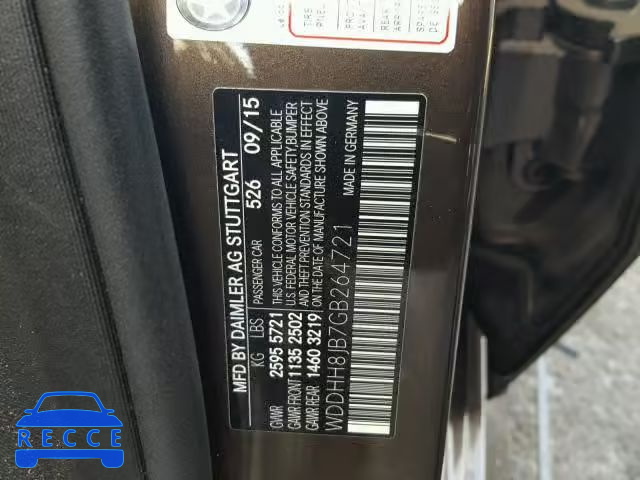 MFD BY DAIMLER AG STUTTGART
PASSENGER CAR 526 09/15
KG LBS
GVWR 2595 5721
GAWR FRONT 1135 2502
GAWR REAR 1460 3219
THIS VEHICLE CONFORMS TO ALL APPLICABLE
U.S. FEDERAL MOTOR VEHICLE SAFETY,BUMPER
AND THEFT PREVENTION STANDARDS IN EFFECT
ON THE DATE OF MANUFACTURE SHOWN ABOVE.
WDDHH8JB7GB264721
MADE IN GERMANY
RECCE